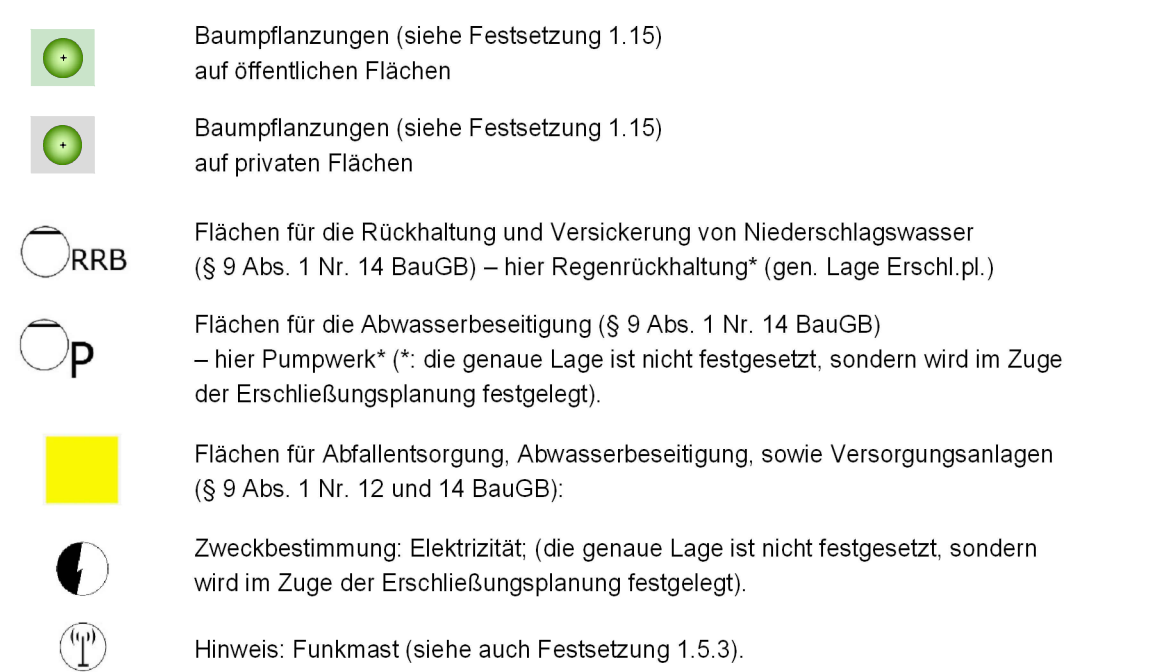 Baumpflanzungen (siehe Festsetzung 1.15)
auf öffentlichen Flächen
Baumpflanzungen (siehe Festsetzung 1.15)
auf privaten Flächen
RRB
Flächen für die Rückhaltung und Versickerung von Niederschlagswasser
(§ 9 Abs. 1 Nr. 14 BauGB) – hier Regenrückhaltung* (gen. Lage Erschl.pl.)
P
Flächen für die Abwasserbeseitigung (§ 9 Abs. 1 Nr. 14 BauGB)
– hier Pumpwerk* (*: die genaue Lage ist nicht festgesetzt, sondern wird im Zuge
der Erschließungsplanung festgelegt).
Flächen für Abfallentsorgung, Abwasserbeseitigung, sowie Versorgungsanlagen
(§ 9 Abs. 1 Nr. 12 und 14 BauGB):
Zweckbestimmung: Elektrizität; (die genaue Lage ist nicht festgesetzt, sondern
wird im Zuge der Erschließungsplanung festgelegt).
Hinweis: Funkmast (siehe auch Festsetzung 1.5.3).